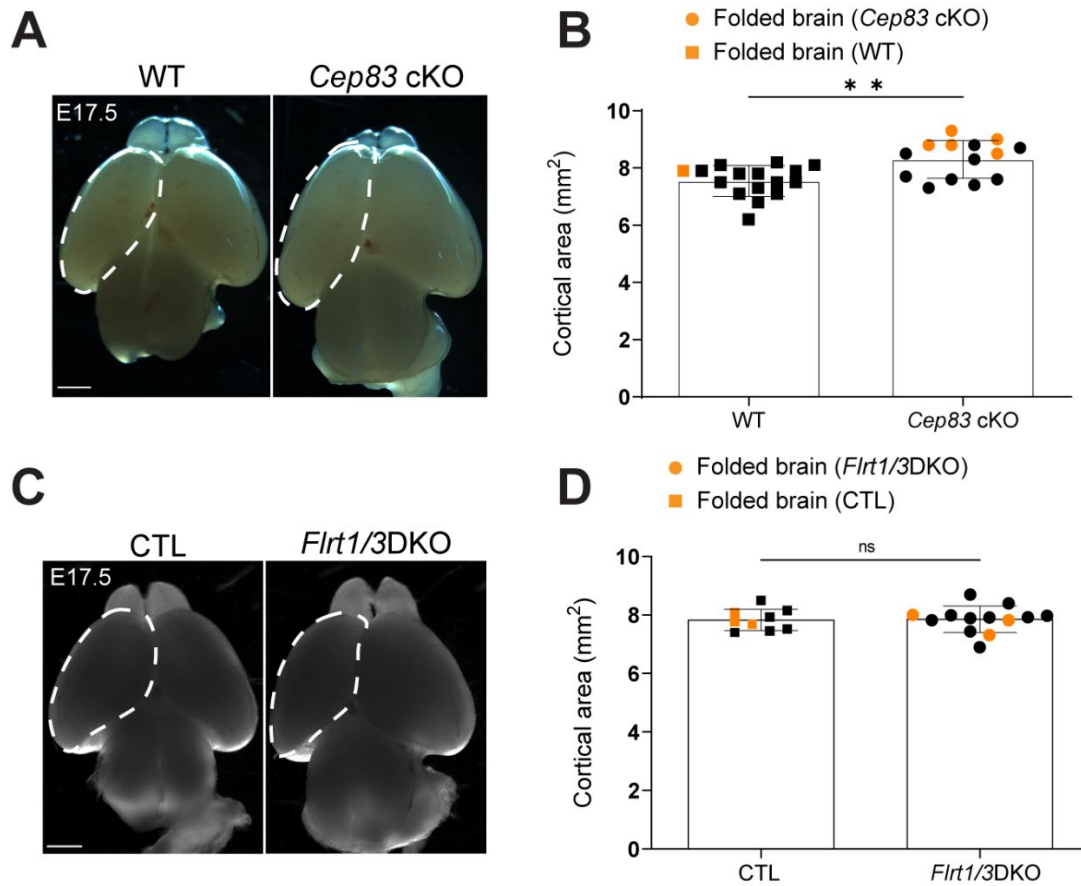 A
WT
Cep83 cKO
E17.5
B
Folded brain (Cep83 cKO)
Folded brain (WT)
* *
10
8
6
4
2
0
Cortical area (mm²)
WT
Cep83 cKO
C
CTL
Flrt1/3DKO
E17.5
D
Folded brain (Flrt1/3DKO)
Folded brain (CTL)
ns
10
8
6
4
2
0
Cortical area (mm²)
CTL
Flrt1/3DKO